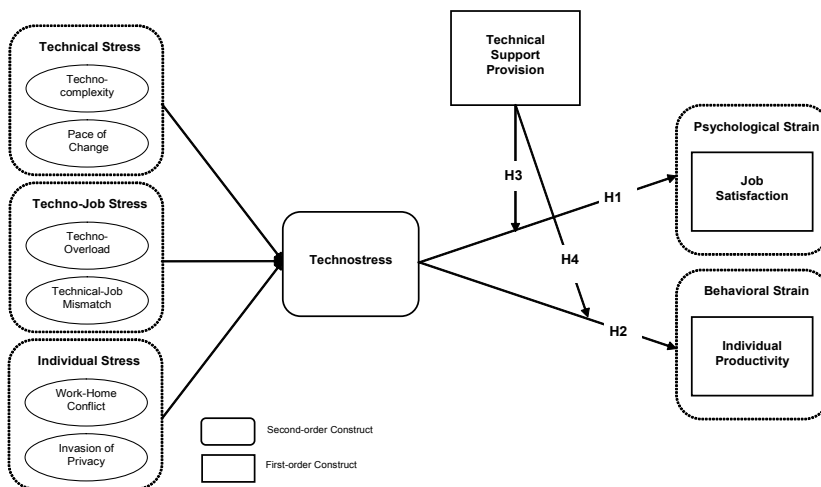 Technical Stress
Techno-
complexity
Pace of
Change
Techno-Job Stress
Techno-
Overload
Technical-Job
Mismatch
Individual Stress
Work-Home
Conflict
Invasion of
Privacy
Technostress
Technical
Support
Provision
H3
H4
H1
H2
Psychological Strain
Job
Satisfaction
Behavioral Strain
Individual
Productivity
Second-order Construct
First-order Construct